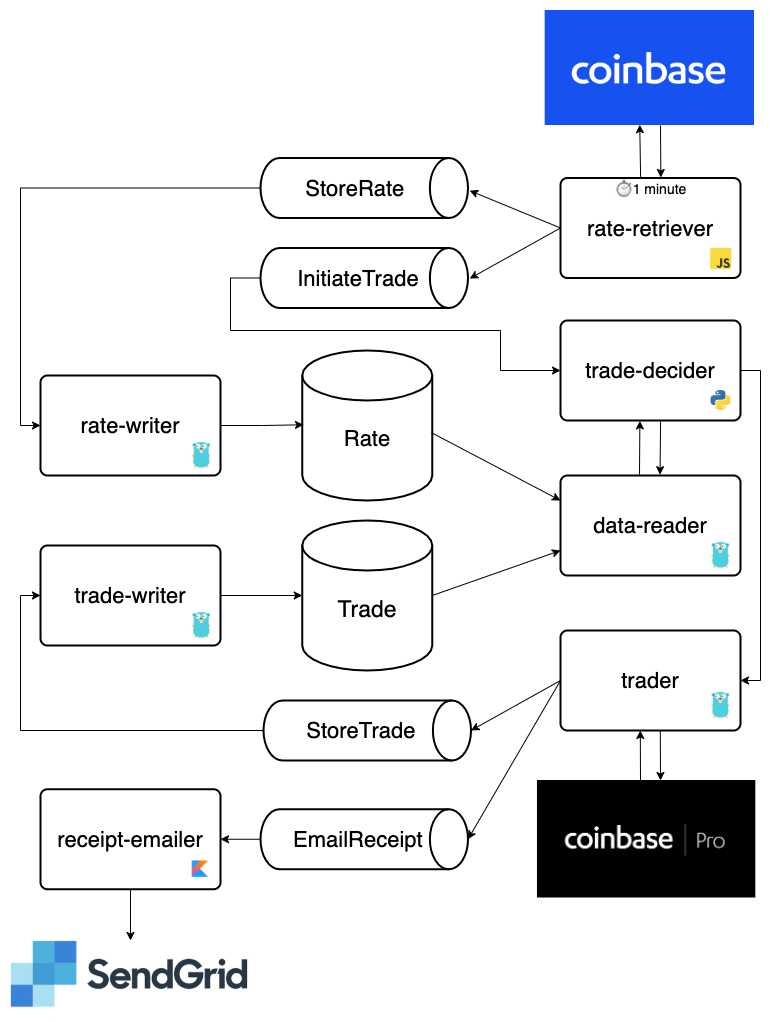 coinbase
StoreRate
⏱1 minute
rate-retriever
JS
InitiateTrade
trade-decider
rate-writer
Rate
data-reader
trade-writer
Trade
trader
StoreTrade
receipt-emailer
EmailReceipt
coinbase | Pro
SendGrid